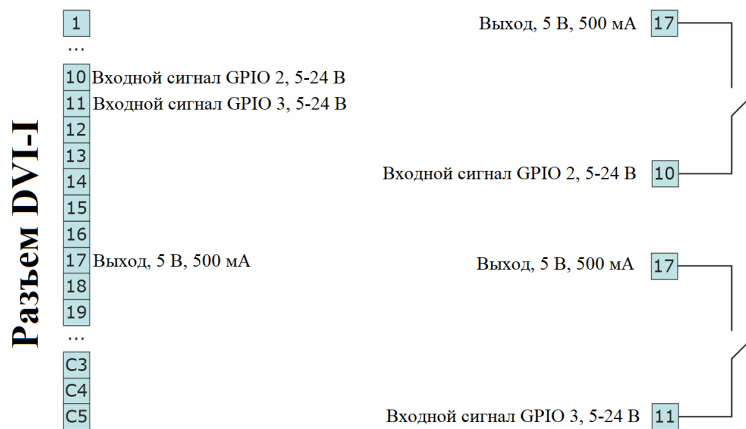 Разъем DVI-I
1
...
10 Входной сигнал GPIO 2, 5-24 В
11 Входной сигнал GPIO 3, 5-24 В
12
13
14
15
16
17 Выход, 5 В, 500 мА
18
19
...
C3
C4
C5
Выход, 5 В, 500 мА 17
Входной сигнал GPIO 2, 5-24 В 10
Выход, 5 В, 500 мА 17
Входной сигнал GPIO 3, 5-24 В 11